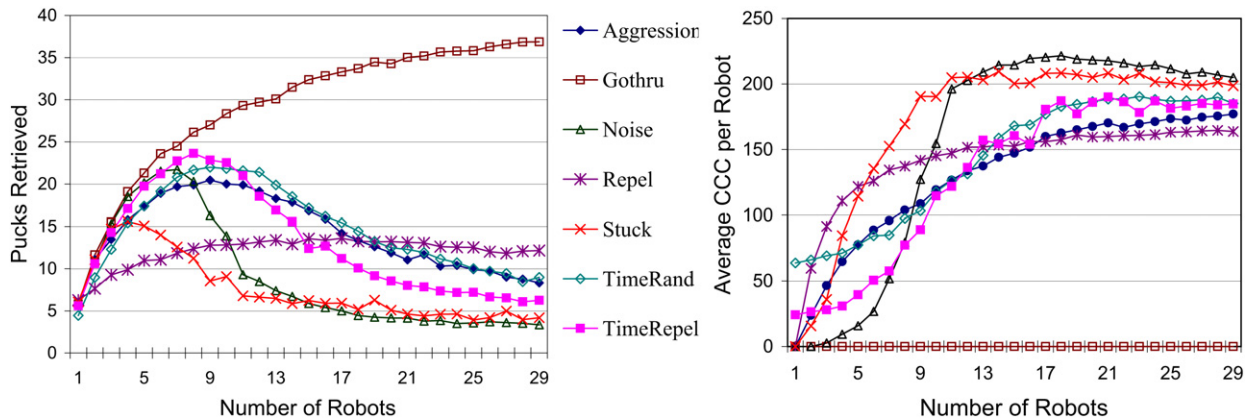 40
35
30
25
20
15
10
5
0
Pucks Retrieved
1 5 9 13 17 21 25 29
Number of Robots
Aggression
Gothru
Noise
Repel
Stuck
TimeRand
TimeRepel
250
200
150
100
50
0
Average CCC per Robot
1 5 9 13 17 21 25 29
Number of Robots